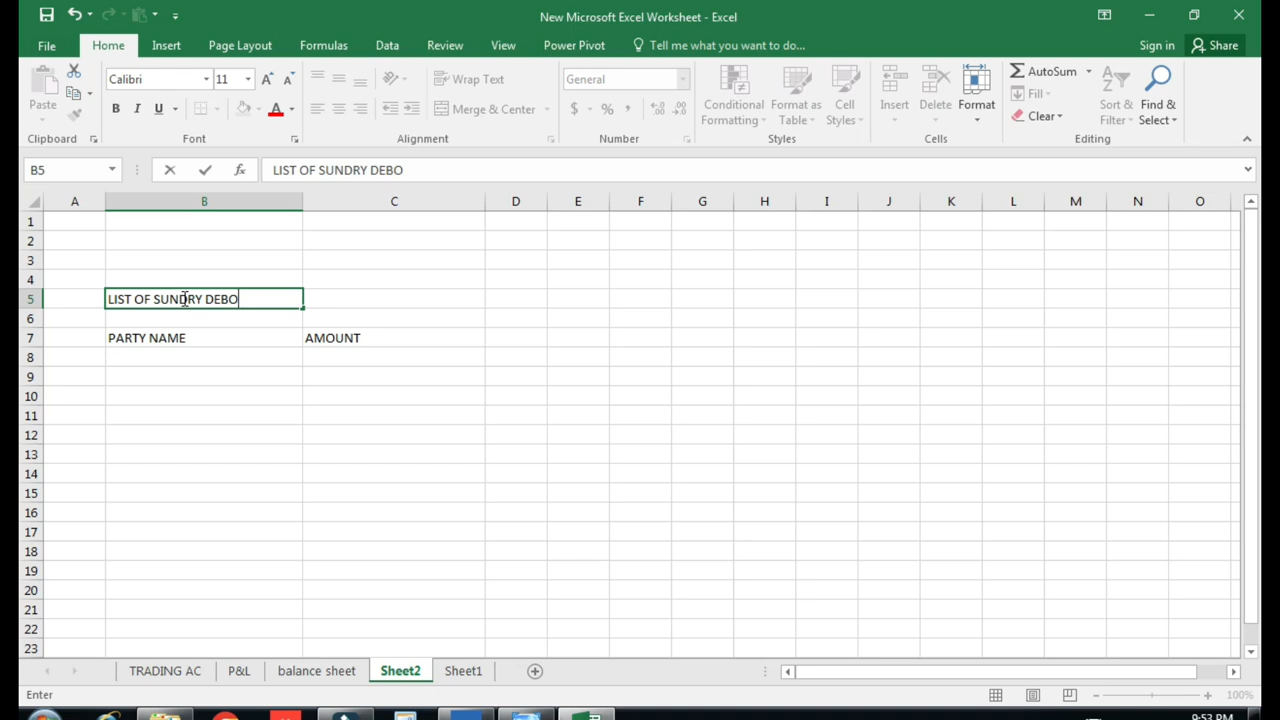 New Microsoft Excel Worksheet - Excel
File Home Insert Page Layout Formulas Data Review View Power Pivot Tell me what you want to do... Sign in Share
Calibri 11 Wrap Text General AutoSum
Paste Conditional Format as Cell Insert Delete Format Fill Sort & Find &
B I U A Merge & Center $ % , Formatting Table Styles Clear Filter Select
Clipboard Font Alignment Number Styles Cells Editing
B5 fx LIST OF SUNDRY DEBO
A B C D E F G H I J K L M N O
1
2
3
4
5 LIST OF SUNDRY DEBO
6
7 PARTY NAME AMOUNT
8
9
10
11
12
13
14
15
16
17
18
19
20
21
22
23
TRADING AC P&L balance sheet Sheet2 Sheet1
Enter 100%
9:53 PM